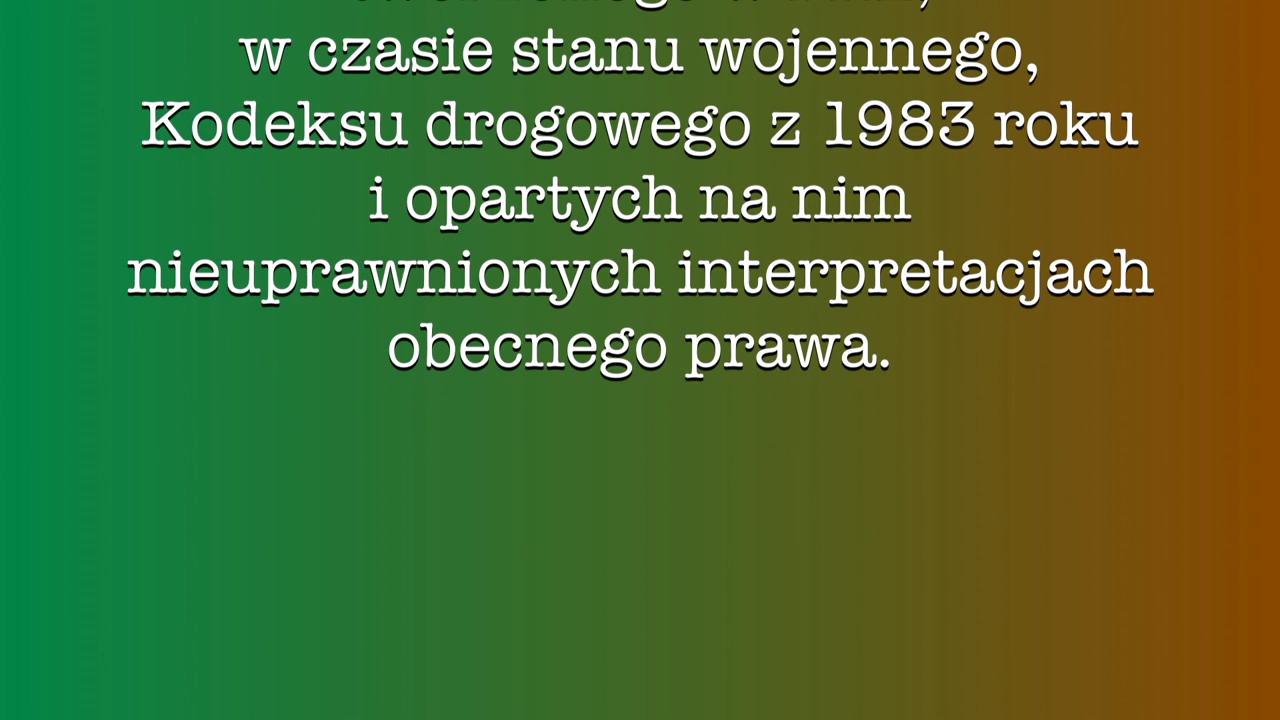 w czasie stanu wojennego,
Kodeksu drogowego z 1983 roku
i opartych na nim
nieuprawnionych interpretacjach
obecnego prawa.